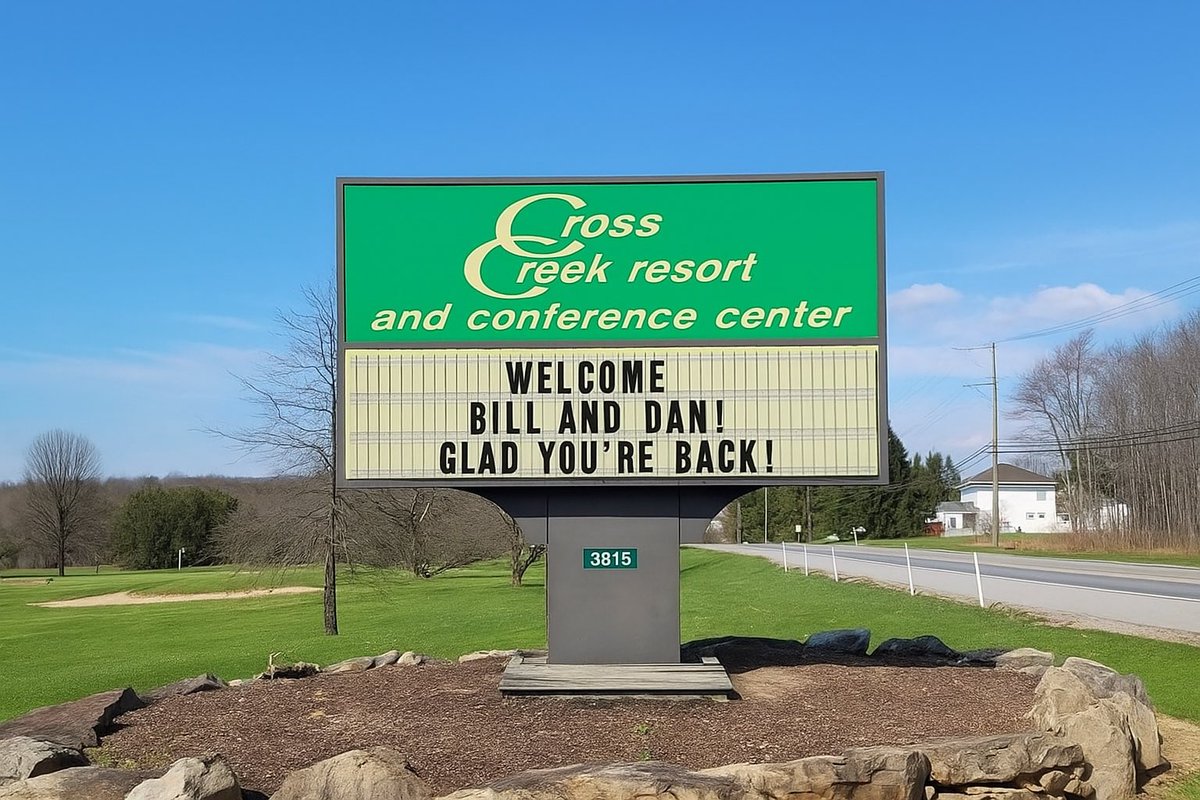 Cross
Creek resort
and conference center
WELCOME
BILL AND DAN!
GLAD YOU'RE BACK!
3815